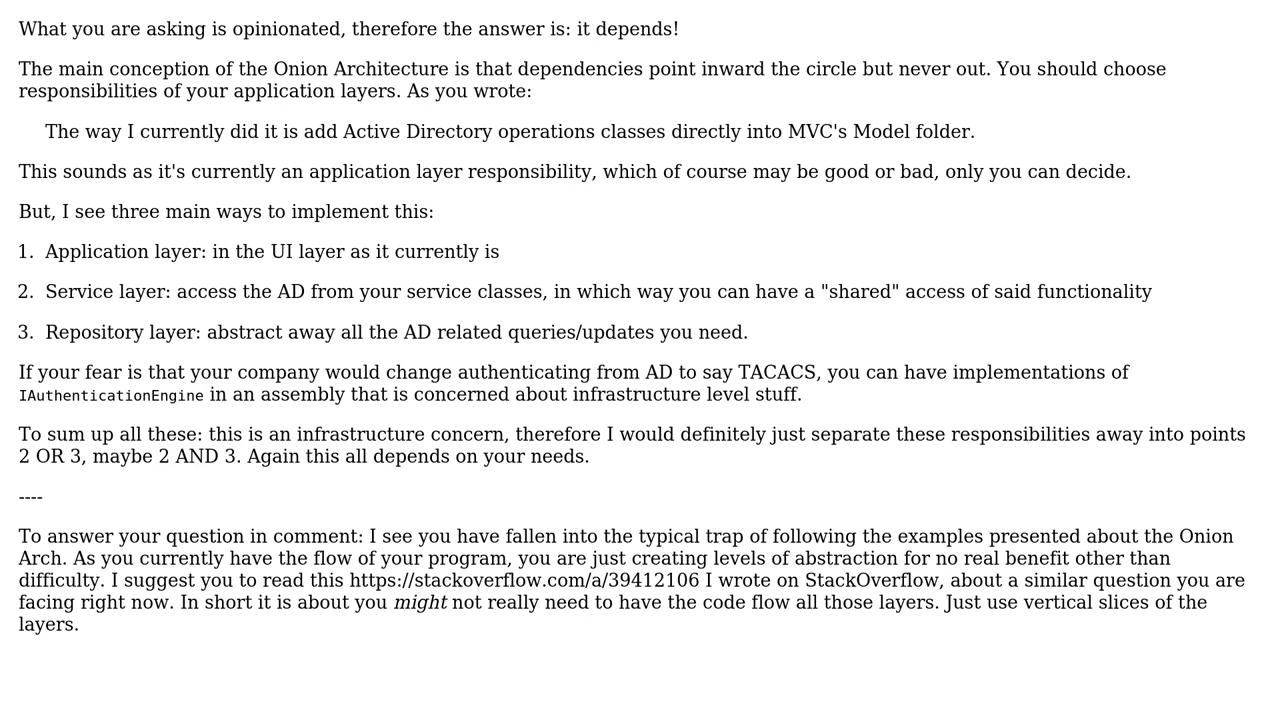 What you are asking is opinionated, therefore the answer is: it depends!
The main conception of the Onion Architecture is that dependencies point inward the circle but never out. You should choose
responsibilities of your application layers. As you wrote:
The way I currently did it is add Active Directory operations classes directly into MVC's Model folder.
This sounds as it's currently an application layer responsibility, which of course may be good or bad, only you can decide.
But, I see three main ways to implement this:
1. Application layer: in the UI layer as it currently is
2. Service layer: access the AD from your service classes, in which way you can have a "shared" access of said functionality
3. Repository layer: abstract away all the AD related queries/updates you need.
If your fear is that your company would change authenticating from AD to say TACACS, you can have implementations of
IAuthenticationEngine in an assembly that is concerned about infrastructure level stuff.
To sum up all these: this is an infrastructure concern, therefore I would definitely just separate these responsibilities away into points
2 OR 3, maybe 2 AND 3. Again this all depends on your needs.
----
To answer your question in comment: I see you have fallen into the typical trap of following the examples presented about the Onion
Arch. As you currently have the flow of your program, you are just creating levels of abstraction for no real benefit other than
difficulty. I suggest you to read this https://stackoverflow.com/a/39412106 I wrote on StackOverflow, about a similar question you are
facing right now. In short it is about you might not really need to have the code flow all those layers. Just use vertical slices of the
layers.